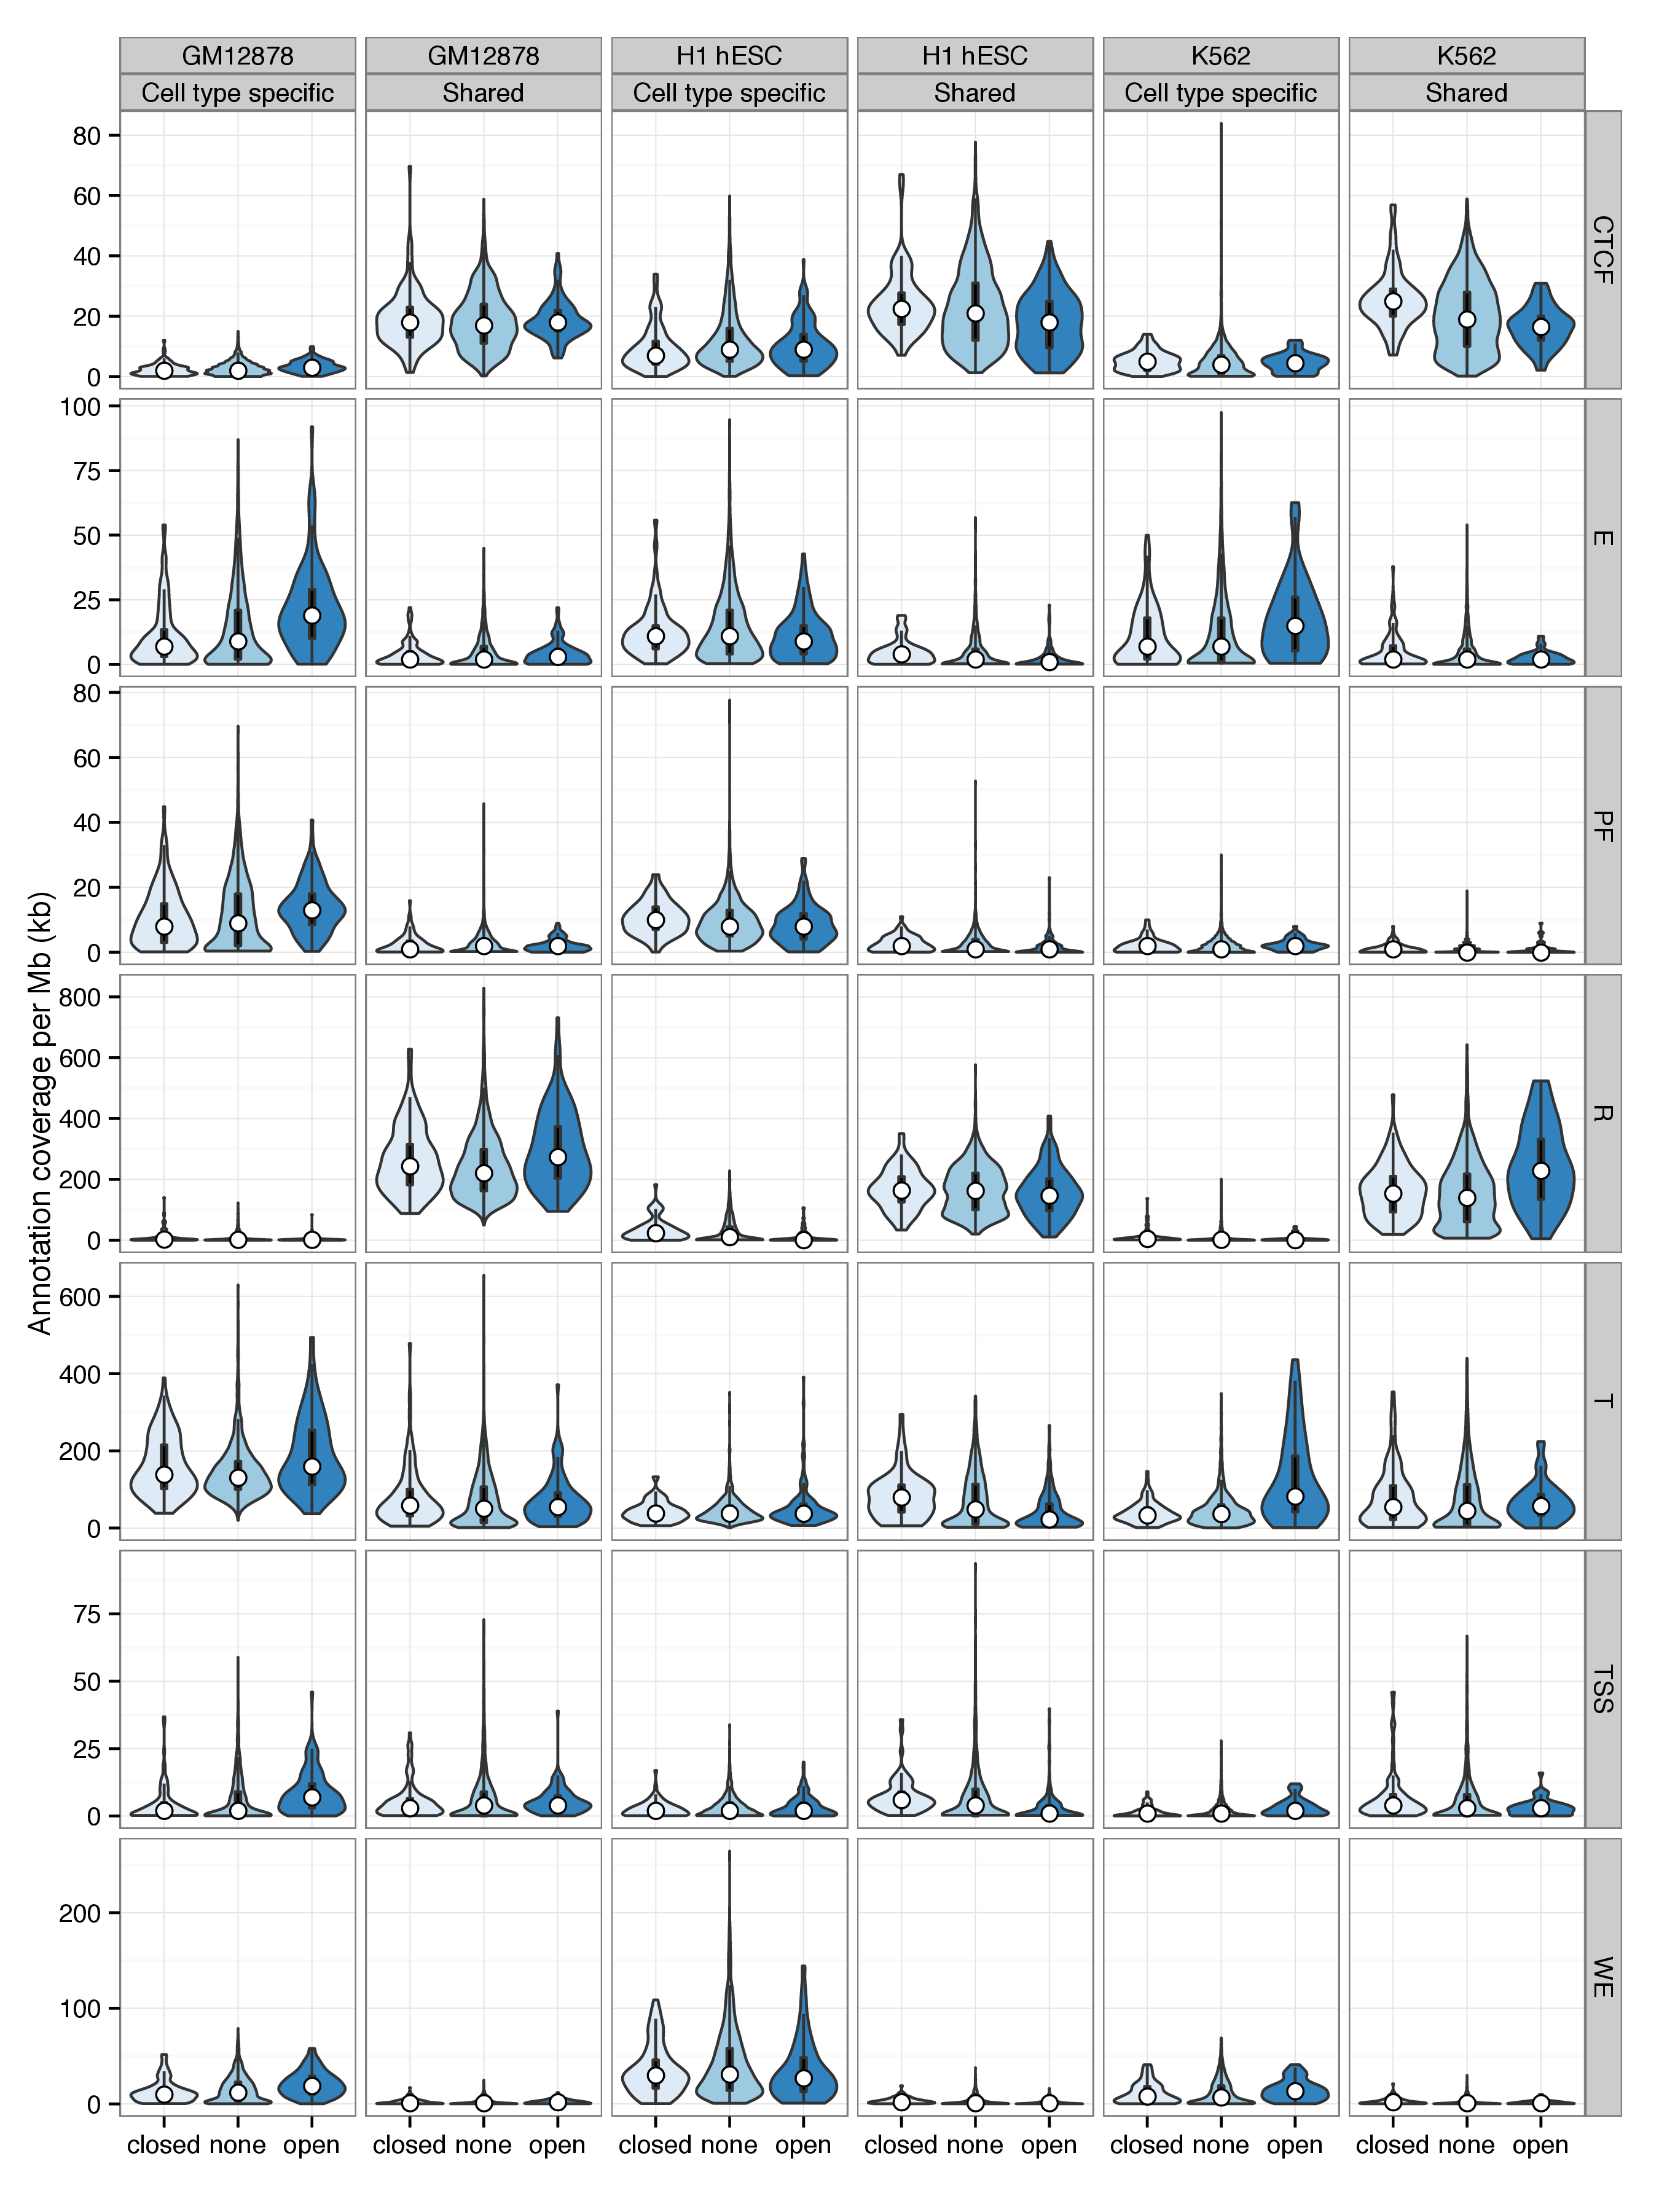 GM12878 GM12878 H1 hESC H1 hESC K562 K562
Cell type specific Shared Cell type specific Shared Cell type specific Shared
Annotation coverage per Mb (kb)
80
60
40
20
0
CTCF
100
75
50
25
0
E
80
60
40
20
0
PF
800
600
400
200
0
R
600
400
200
0
T
75
50
25
0
TSS
200
100
0
WE
closed none open closed none open closed none open closed none open closed none open closed none open